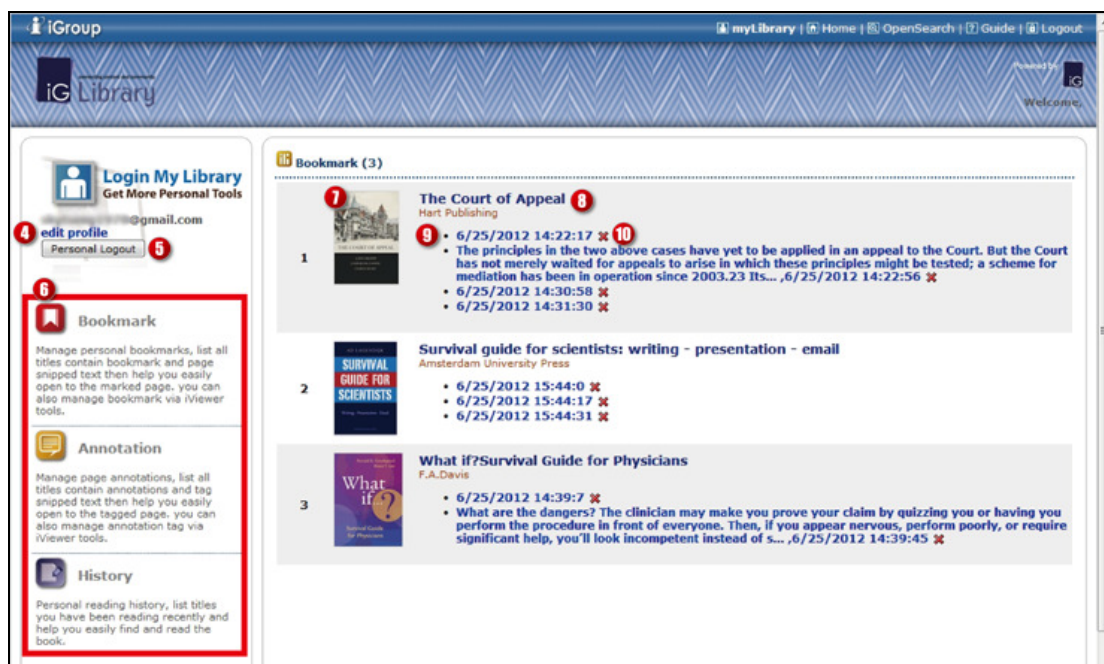 iGroup
myLibrary | Home | OpenSearch | ? Guide | Logout
iG Library
Powered by iG
Welcome,
Login My Library
Get More Personal Tools
@gmail.com
4 edit profile
Personal Logout 5
6
Bookmark
Manage personal bookmarks, list all
titles contain bookmark and page
snipped text then help you easily
open to the marked page. you can
also manage bookmark via iViewer
tools.
Annotation
Manage page annotations, list all
titles contain annotations and tag
snipped text then help you easily
open to the tagged page. you can
also manage annotation tag via
iViewer tools.
History
Personal reading history, list titles
you have been reading recently and
help you easily find and read the
book.
Bookmark (3)
1
7
THE COURT OF APPEAL
The Court of Appeal 8
Hart Publishing
9 • 6/25/2012 14:22:17 10
• The principles in the two above cases have yet to be applied in an appeal to the Court. But the Court
has not merely waited for appeals to arise in which these principles might be tested; a scheme for
mediation has been in operation since 2003.23 Its... ,6/25/2012 14:22:56
• 6/25/2012 14:30:58
• 6/25/2012 14:31:30
2
SURVIVAL
GUIDE FOR
SCIENTISTS
Survival guide for scientists: writing - presentation - email
Amsterdam University Press
• 6/25/2012 15:44:0
• 6/25/2012 15:44:17
• 6/25/2012 15:44:31
3
What
if?
Survival Guide
for Physicians
What if?Survival Guide for Physicians
F.A.Davis
• 6/25/2012 14:39:7
• What are the dangers? The clinician may make you prove your claim by quizzing you or having you
perform the procedure in front of everyone. Then, if you appear nervous, perform poorly, or require
significant help, you'll look incompetent instead of s... ,6/25/2012 14:39:45